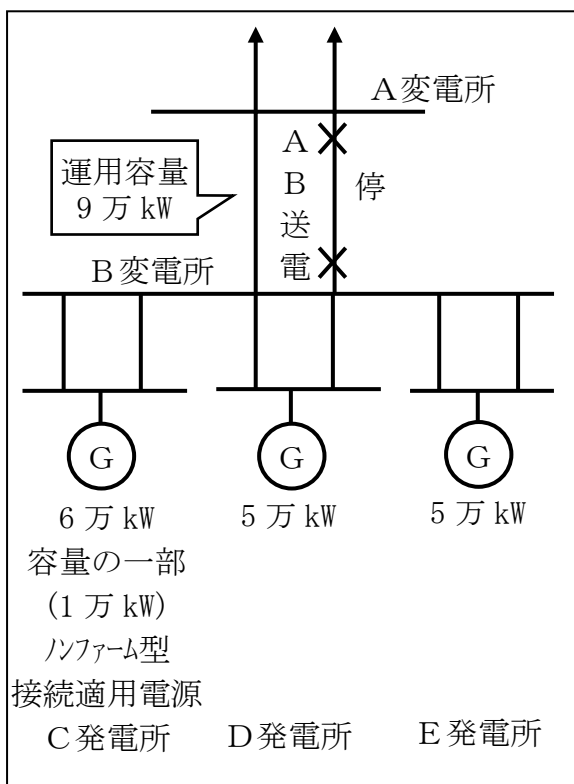 A変電所
運用容量
9万kW
AB送電
停
B変電所
G
G
G
6万kW
容量の一部
(1万kW)
ノンファーム型
接続適用電源
C発電所
5万kW
D発電所
5万kW
E発電所